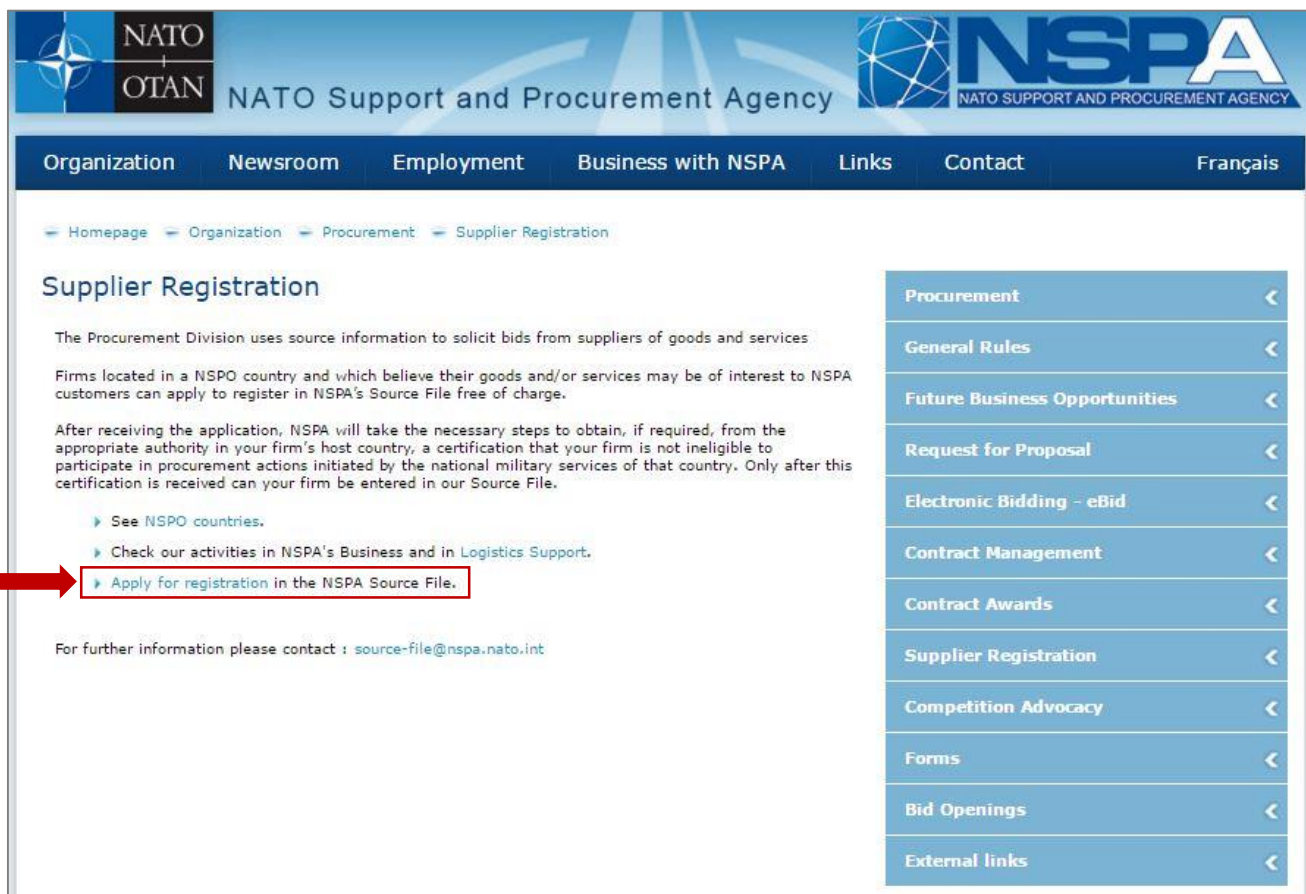 NATO
OTAN
NATO Support and Procurement Agency
NSPA
NATO SUPPORT AND PROCUREMENT AGENCY
Organization Newsroom Employment Business with NSPA Links Contact Français
Homepage Organization Procurement Supplier Registration
Supplier Registration
The Procurement Division uses source information to solicit bids from suppliers of goods and services
Firms located in a NSPO country and which believe their goods and/or services may be of interest to NSPA
customers can apply to register in NSPA's Source File free of charge.
After receiving the application, NSPA will take the necessary steps to obtain, if required, from the
appropriate authority in your firm's host country, a certification that your firm is not ineligible to
participate in procurement actions initiated by the national military services of that country. Only after this
certification is received can your firm be entered in our Source File.
See NSPO countries.
Check our activities in NSPA's Business and in Logistics Support.
Apply for registration in the NSPA Source File.
For further information please contact : source-file@nspa.nato.int
Procurement
General Rules
Future Business Opportunities
Request for Proposal
Electronic Bidding - eBid
Contract Management
Contract Awards
Supplier Registration
Competition Advocacy
Forms
Bid Openings
External links